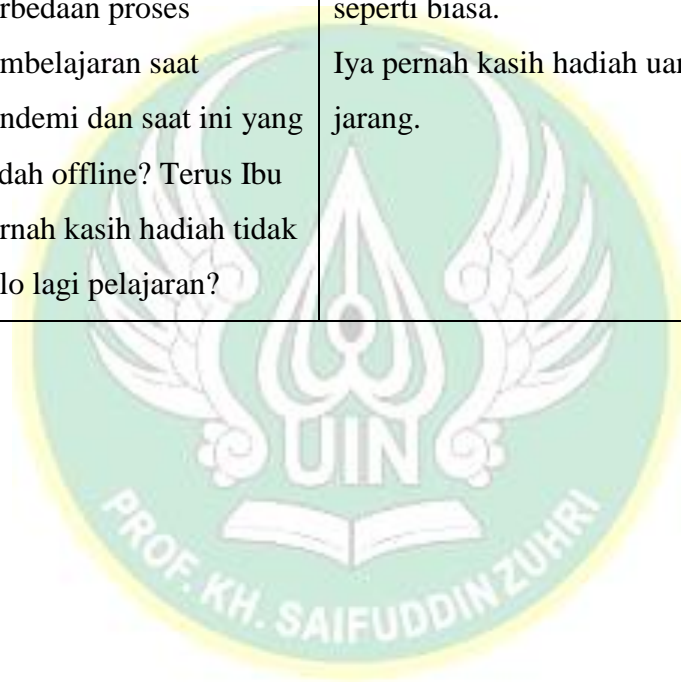 rbedaan proses
mbelajaran saat
ndemi dan saat ini yang
dah offline? Terus Ibu
rnah kasih hadiah tidak
lo lagi pelajaran?
seperti biasa.
Iya pernah kasih hadiah uan
jarang.
UIN
PROF. KH. SAIFUDDIN ZUHRI